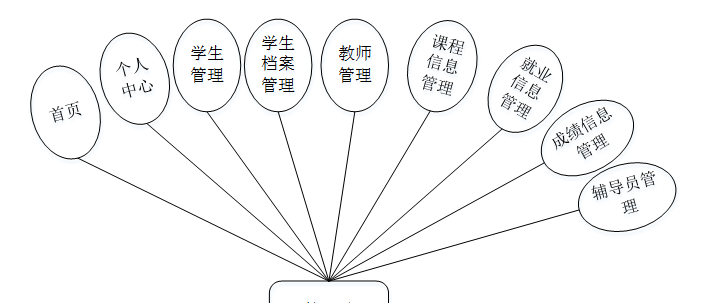 首页
个人
中心
学生
管理
学生
档案
管理
教师
管理
课程
信息
管理
就业
信息
管理
成绩信息
管理
辅导员管
理